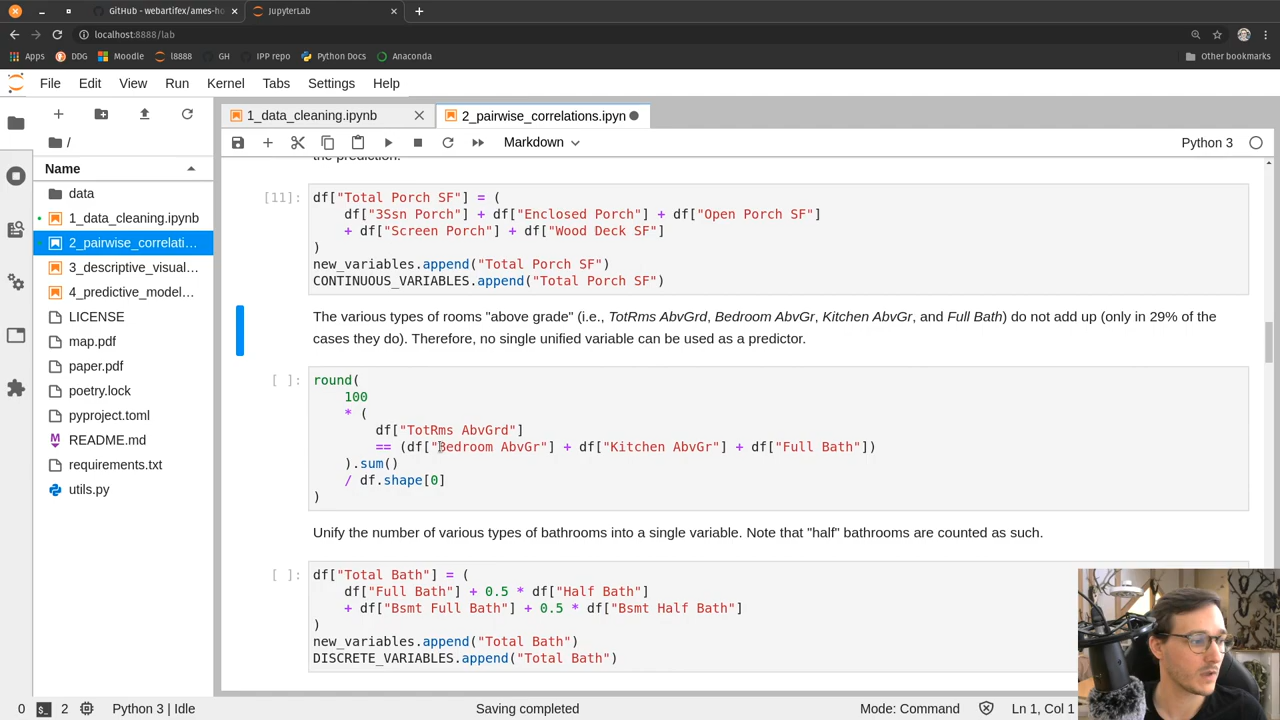 GitHub - webartifex/ames-ho
JupyterLab
localhost:8888/lab
Apps
DDG
Moodle
l8888
GH
IPP repo
Python Docs
Anaconda
Other bookmarks
File Edit View Run Kernel Tabs Settings Help
1_data_cleaning.ipynb
2_pairwise_correlations.ipyn
/
Markdown
Python 3
Name
data
1_data_cleaning.ipynb
2_pairwise_correlati…
3_descriptive_visual…
4_predictive_model…
LICENSE
map.pdf
paper.pdf
poetry.lock
pyproject.toml
README.md
requirements.txt
utils.py
the prediction.
[11]:
df["Total Porch SF"] = (
df["3Ssn Porch"] + df["Enclosed Porch"] + df["Open Porch SF"]
+ df["Screen Porch"] + df["Wood Deck SF"]
)
new_variables.append("Total Porch SF")
CONTINUOUS_VARIABLES.append("Total Porch SF")
The various types of rooms "above grade" (i.e., TotRms AbvGrd, Bedroom AbvGr, Kitchen AbvGr, and Full Bath) do not add up (only in 29% of the
cases they do). Therefore, no single unified variable can be used as a predictor.
[ ]:
round(
100
* (
df["TotRms AbvGrd"]
== (df["Bedroom AbvGr"] + df["Kitchen AbvGr"] + df["Full Bath"])
).sum()
/ df.shape[0]
)
Unify the number of various types of bathrooms into a single variable. Note that "half" bathrooms are counted as such.
[ ]:
df["Total Bath"] = (
df["Full Bath"] + 0.5 * df["Half Bath"]
+ df["Bsmt Full Bath"] + 0.5 * df["Bsmt Half Bath"]
)
new_variables.append("Total Bath")
DISCRETE_VARIABLES.append("Total Bath")
0
2
Python 3 | Idle
Saving completed
Mode: Command
Ln 1, Col 1